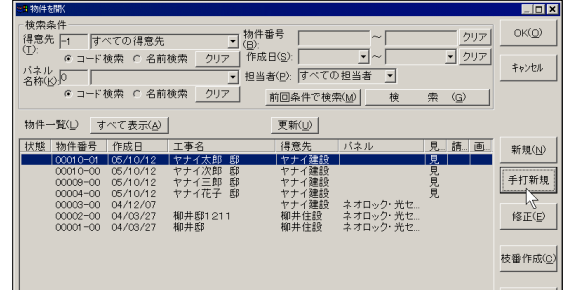 物件を開く
検索条件
得意先(T): -1 すべての得意先
物件番号(B): ～ クリア
コード検索 名前検索 クリア
作成日(S): ～ クリア
パネル名称(K): 0
担当者(P): すべての担当者
コード検索 名前検索 クリア
前回条件で検索(M) 検 索 (G)
物件一覧(L) すべて表示(A) 更新(U)
状態 物件番号 作成日 工事名 得意先 パネル 見... 請... 画...
00010-01 05/10/12 ヤナイ太郎 邸 ヤナイ建設 見
00010-00 05/10/12 ヤナイ次郎 邸 ヤナイ建設 見
00009-00 05/10/12 ヤナイ三郎 邸 ヤナイ建設 見
00004-00 05/10/12 ヤナイ花子 邸 ヤナイ建設 見
00003-00 04/12/07 ヤナイ建設 ネオロック・光セ...
00002-00 04/03/27 柳井邸1211 柳井住設 ネオロック・光セ...
00001-00 04/03/27 柳井邸 柳井住設 ネオロック・光セ...
OK(O)
キャンセル
新規(N)
手打新規
修正(E)
枝番作成(C)